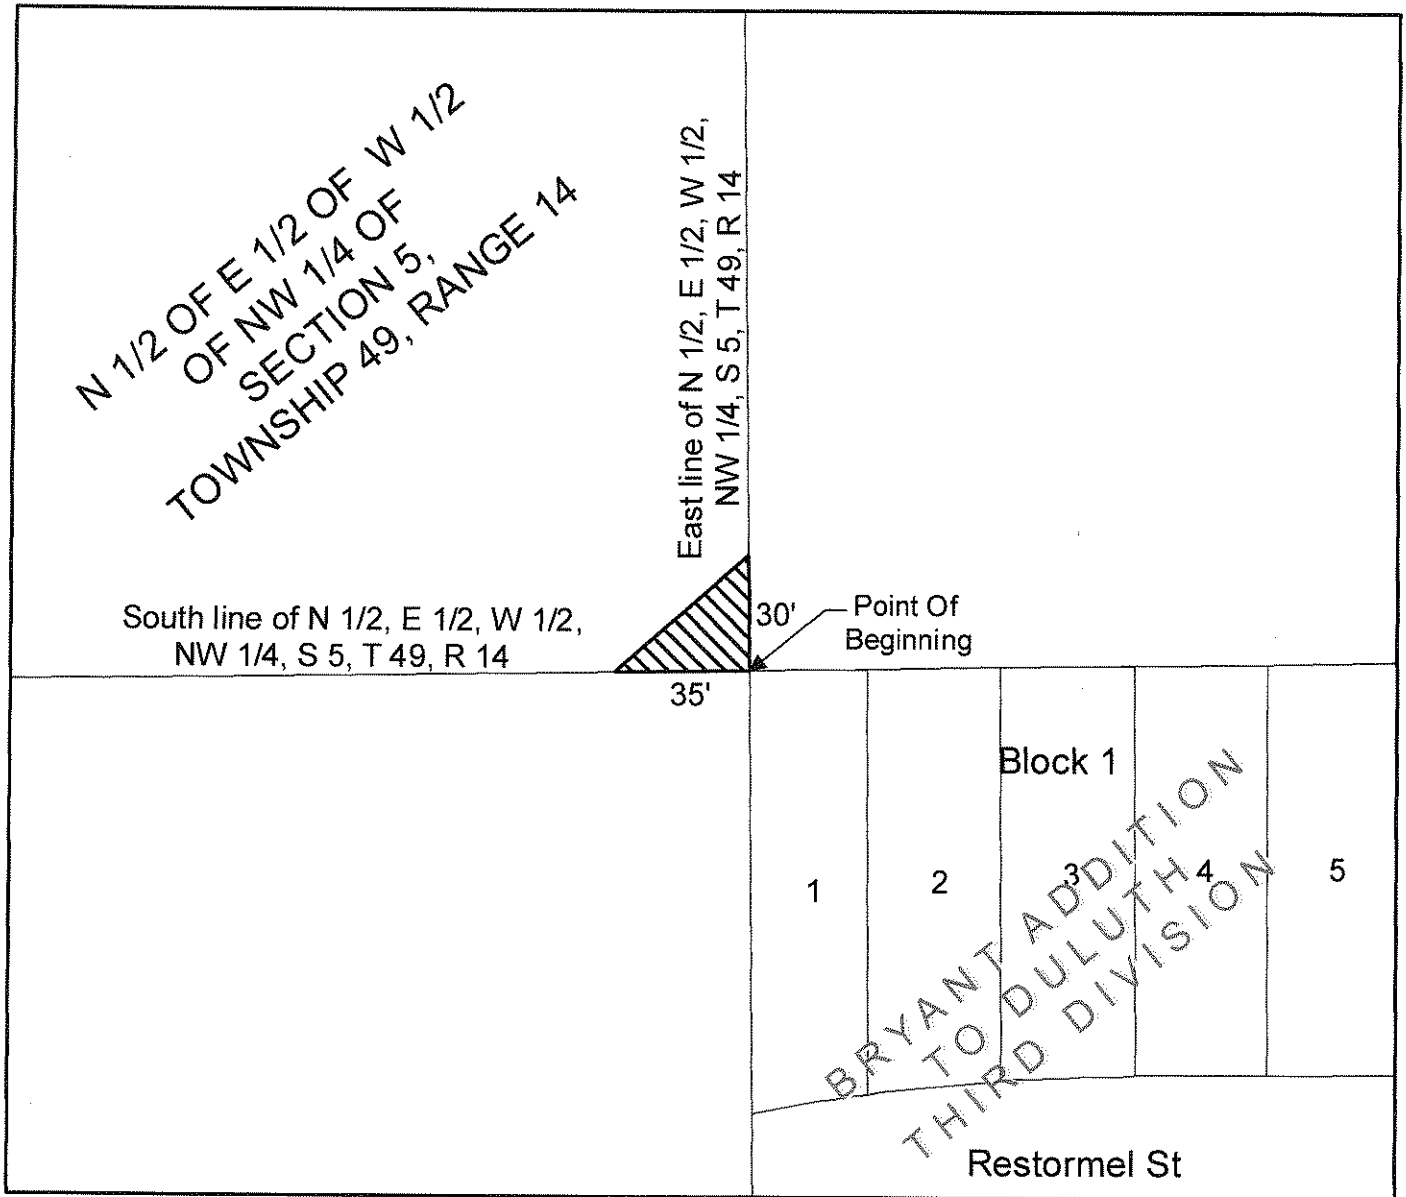 N 1/2 OF E 1/2 OF W 1/2
OF NW 1/4 OF
SECTION 5,
TOWNSHIP 49, RANGE 14
East line of N 1/2, E 1/2, W 1/2,
NW 1/4, S 5, T 49, R 14
South line of N 1/2, E 1/2, W 1/2,
NW 1/4, S 5, T 49, R 14
30'
Point Of
Beginning
35'
Block 1
1
2
3
4
5
BRYANT ADDITION
TO DULUTH
THIRD DIVISION
Restormel St